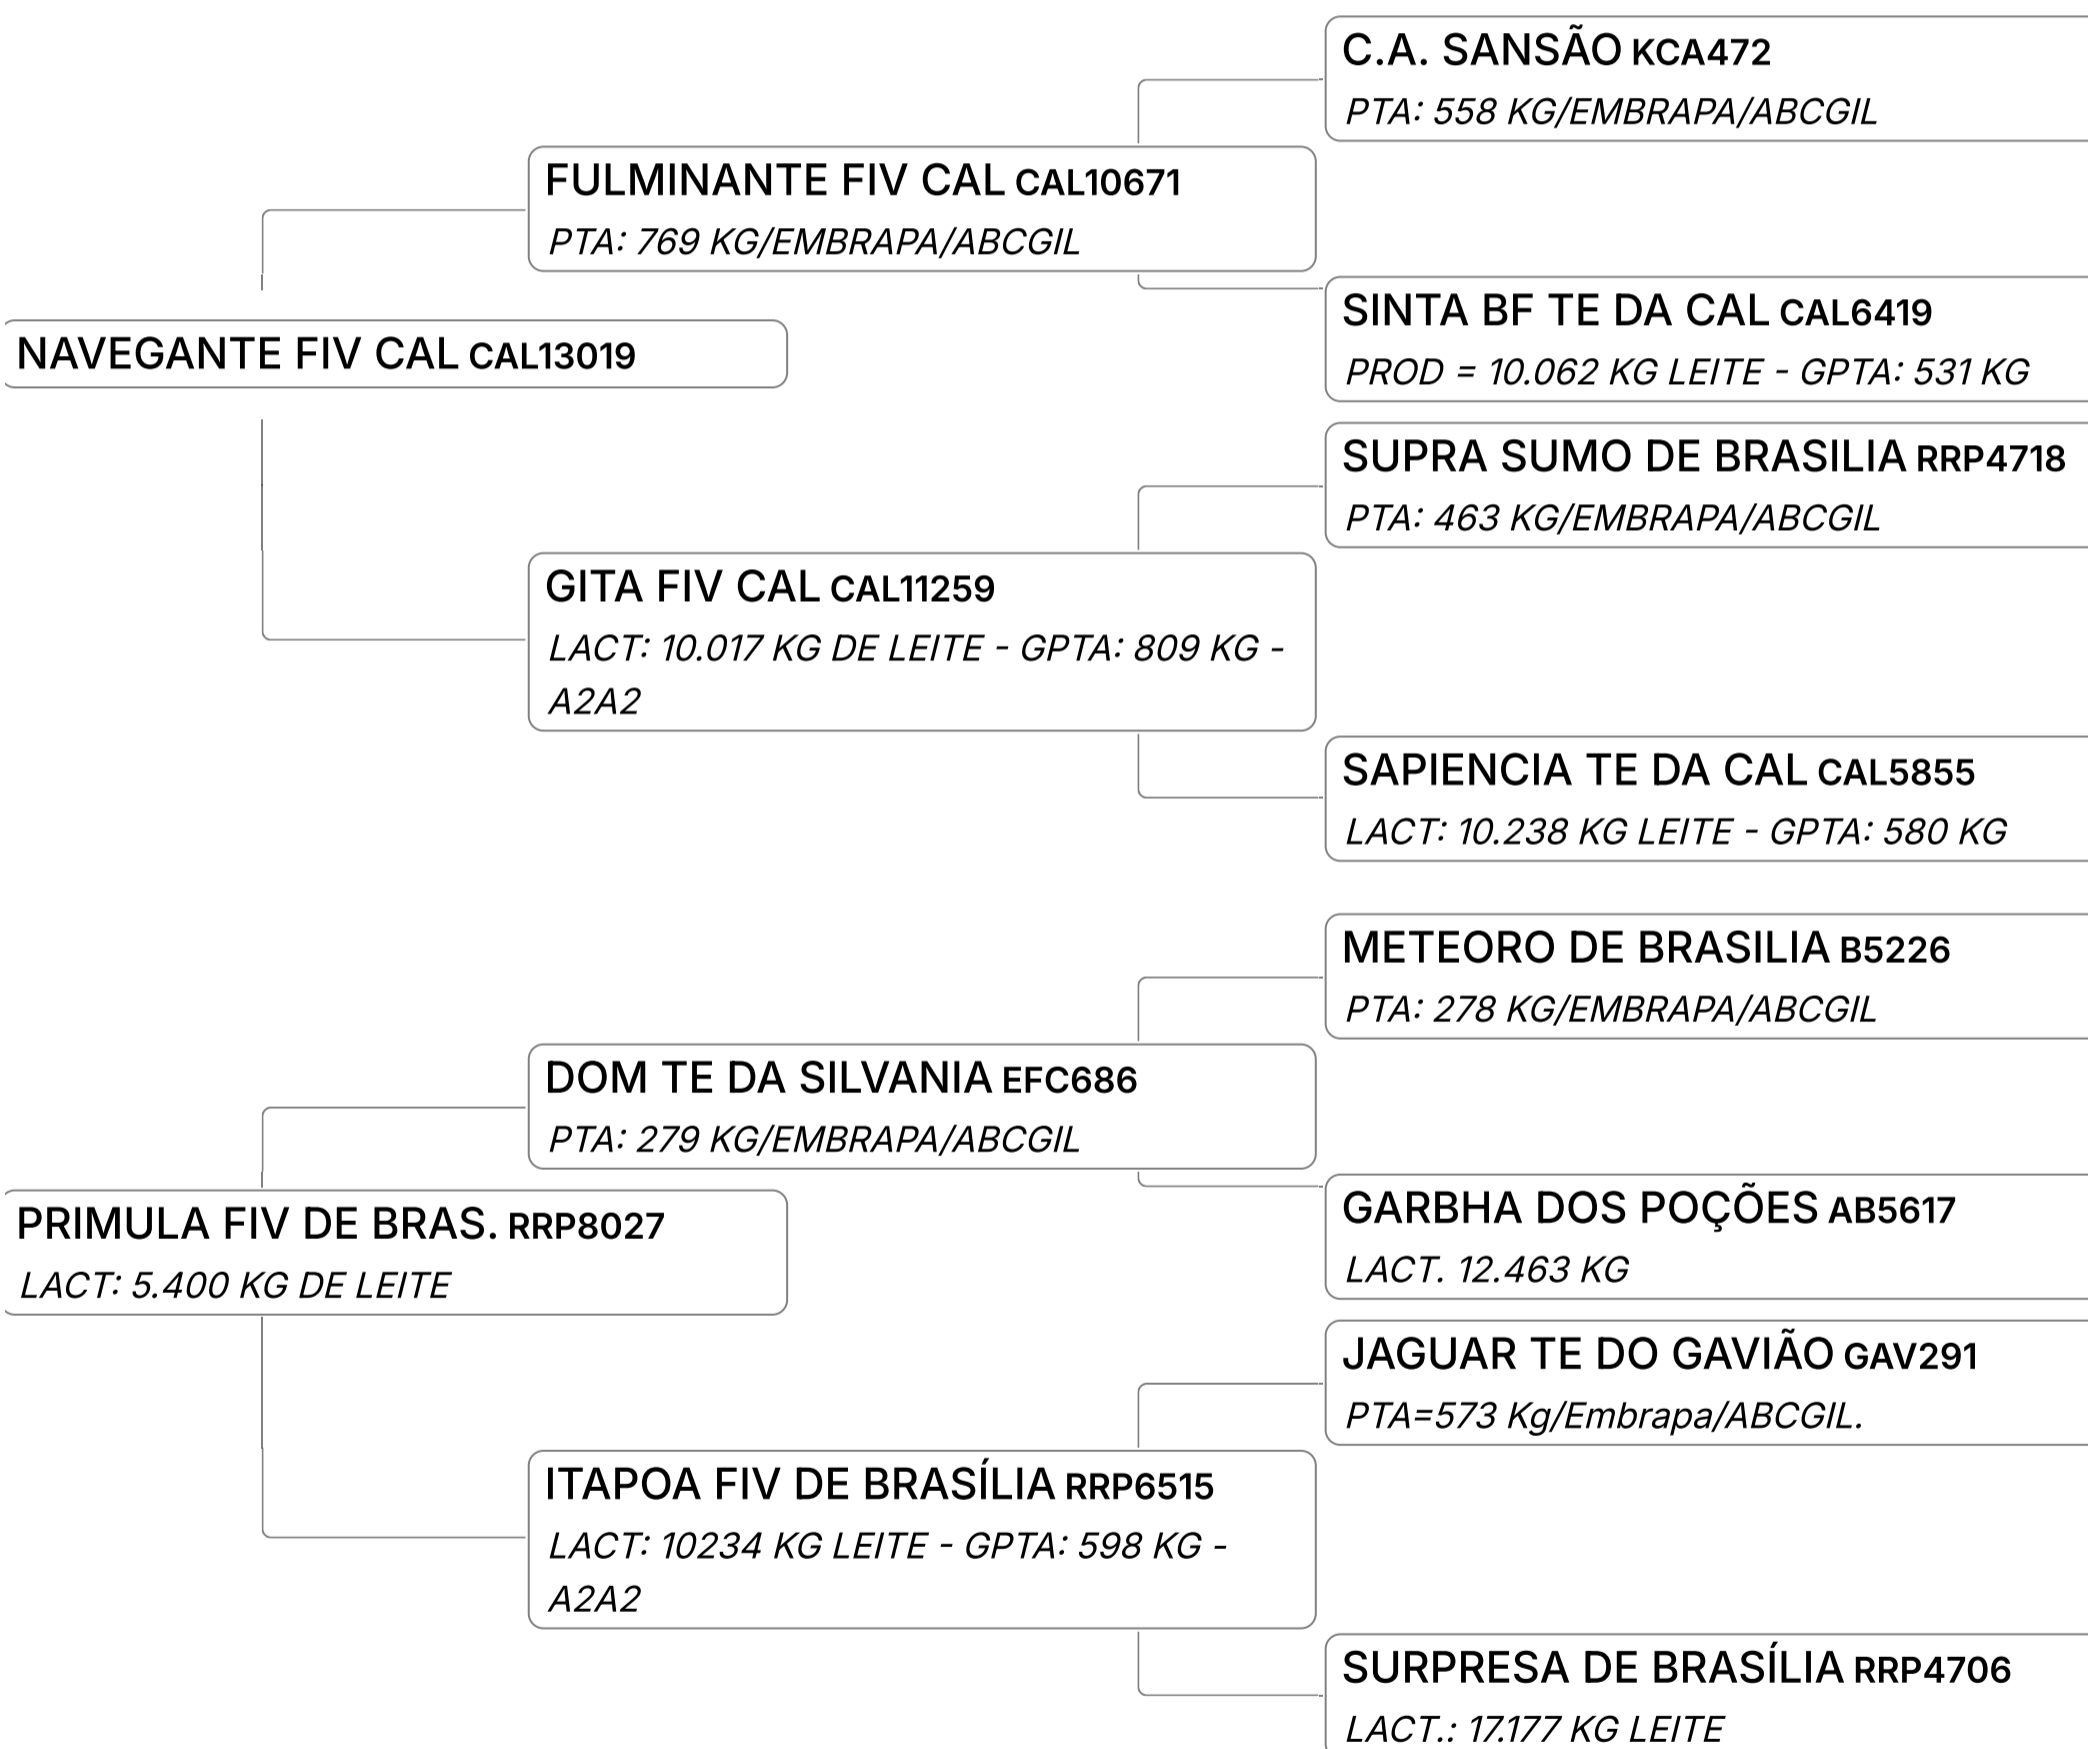 C.A. SANSÃO KCA472
PTA: 558 KG/EMBRAPA/ABCGIL
FULMINANTE FIV CAL CAL10671
PTA: 769 KG/EMBRAPA/ABCGIL
SINTA BF TE DA CAL CAL6419
PROD = 10.062 KG LEITE - GPTA: 531 KG
NAVEGANTE FIV CAL CAL13019
SUPRA SUMO DE BRASILIA RRP4718
PTA: 463 KG/EMBRAPA/ABCGIL
GITA FIV CAL CAL11259
LACT: 10.017 KG DE LEITE - GPTA: 809 KG -
A2A2
SAPIENCIA TE DA CAL CAL5855
LACT: 10.238 KG LEITE - GPTA: 580 KG
METEORO DE BRASILIA B5226
PTA: 278 KG/EMBRAPA/ABCGIL
DOM TE DA SILVANIA EFC686
PTA: 279 KG/EMBRAPA/ABCGIL
GARBHA DOS POÇÕES AB5617
LACT. 12.463 KG
PRIMULA FIV DE BRAS. RRP8027
LACT: 5.400 KG DE LEITE
JAGUAR TE DO GAVIÃO GAV291
PTA=573 Kg/Embrapa/ABCGIL.
ITAPOA FIV DE BRASÍLIA RRP6515
LACT: 10234 KG LEITE - GPTA: 598 KG -
A2A2
SURPRESA DE BRASÍLIA RRP4706
LACT.: 17.177 KG LEITE